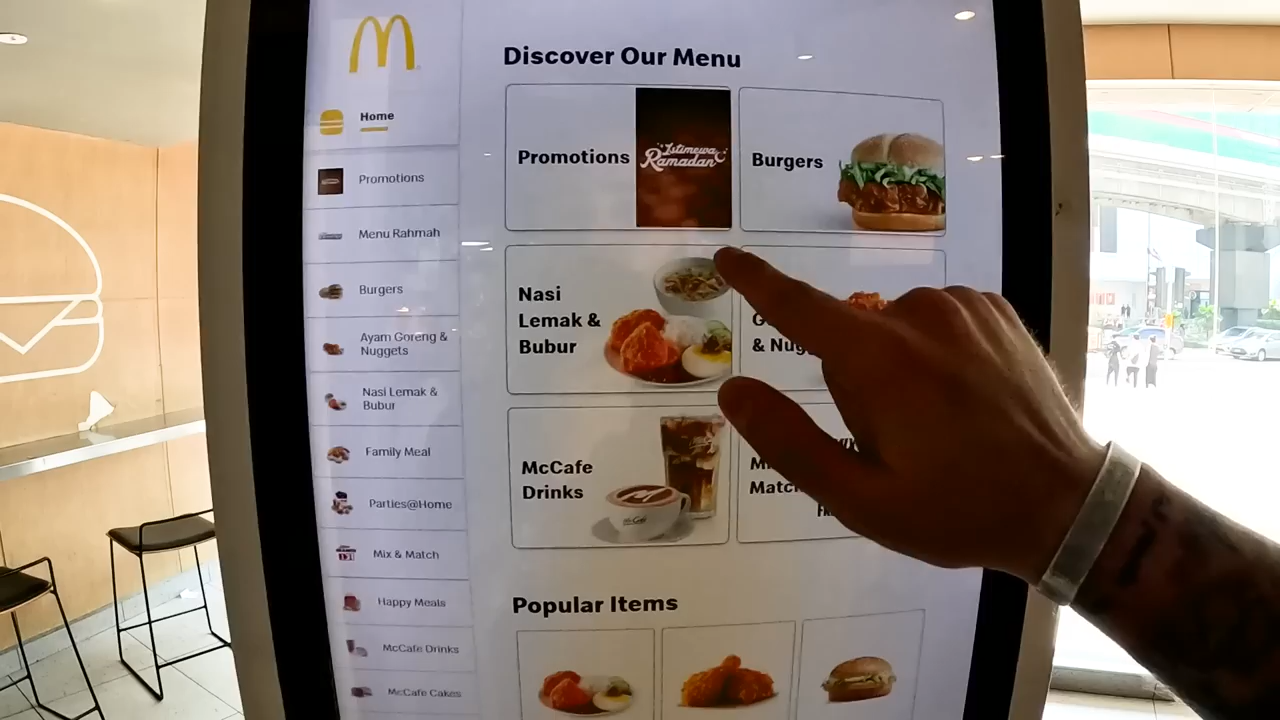 Discover Our Menu
Home
Promotions
Menu Rahmah
Burgers
Ayam Goreng &
Nuggets
Nasi Lemak &
Bubur
Family Meal
Parties@Home
Mix & Match
Happy Meals
McCafe Drinks
McCafe Cakes
Promotions
Istimewa
Ramadan
Burgers
Nasi
Lemak &
Bubur
& Nug
McCafe
Drinks
Match
Popular Items